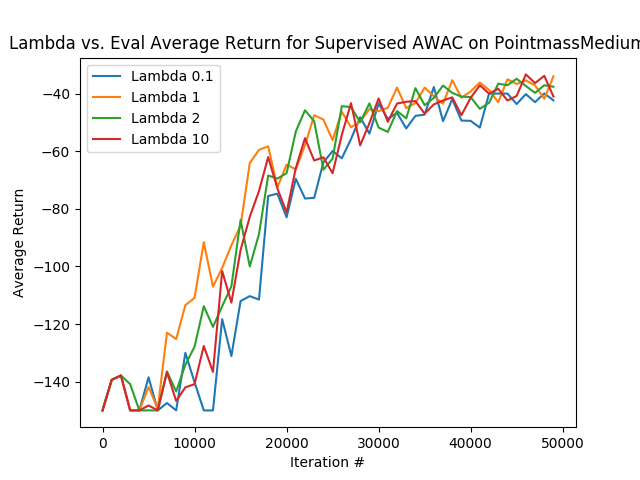 Lambda vs. Eval Average Return for Supervised AWAC on PointmassMedium
Lambda 0.1
Lambda 1
Lambda 2
Lambda 10
Average Return
−40
−60
−80
−100
−120
−140
0 10000 20000 30000 40000 50000
Iteration #